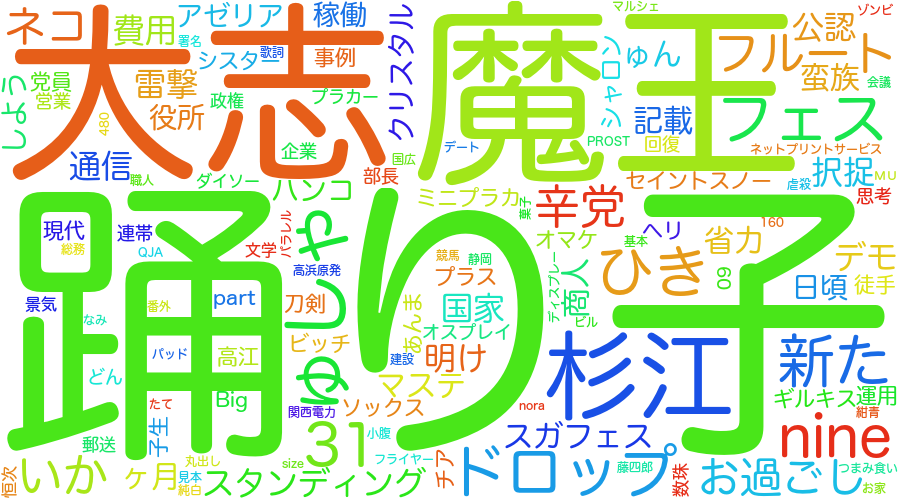 ネコ
大志
魔王
マルシェ
ゾンビ
アゼリア
稼働
費用
署名
歌詞
シスター
事例
クリスタル
シャロン
ゅん
公認
フルート
蛮族
会議
しよう
党員
営業
雷撃
役所
政権
プラカー
480
企業
国広
デート
PROST
記載
回復
フェス
ネットプリントサービス
通信
職人
ダイソー
ハンコ
部長
ミニプラカ
菓子
辛党
セイントスノー
虐殺
択捉
MU
思考
踊り子
現代
総務
連帯
QJA
文学
パラレル
ゆしゃ
高浜原発
競馬
静岡
プラス
オマケ
基本
ヘリ
160
省力
デモ
ひき
商人
ディスプレー
ビル
60
日頃
徒手
景気
なみ
番外
part
刀剣
あんま
国家
オスプレイ
パッド
高江
ビッチ
建設
明け
杉江
新た
どん
たて
Big
関西電力
ソックス
マステ
nora
ギルキス
運用
紺青
nine
郵送
子生
31
小腹
スガフェス
恒次
いか
ケ月
丸出し
見本
純白
スタンディング
size
フライヤー
チア
ドロップ
藤四郎
数珠
お過ごし
つまみ食い
お家